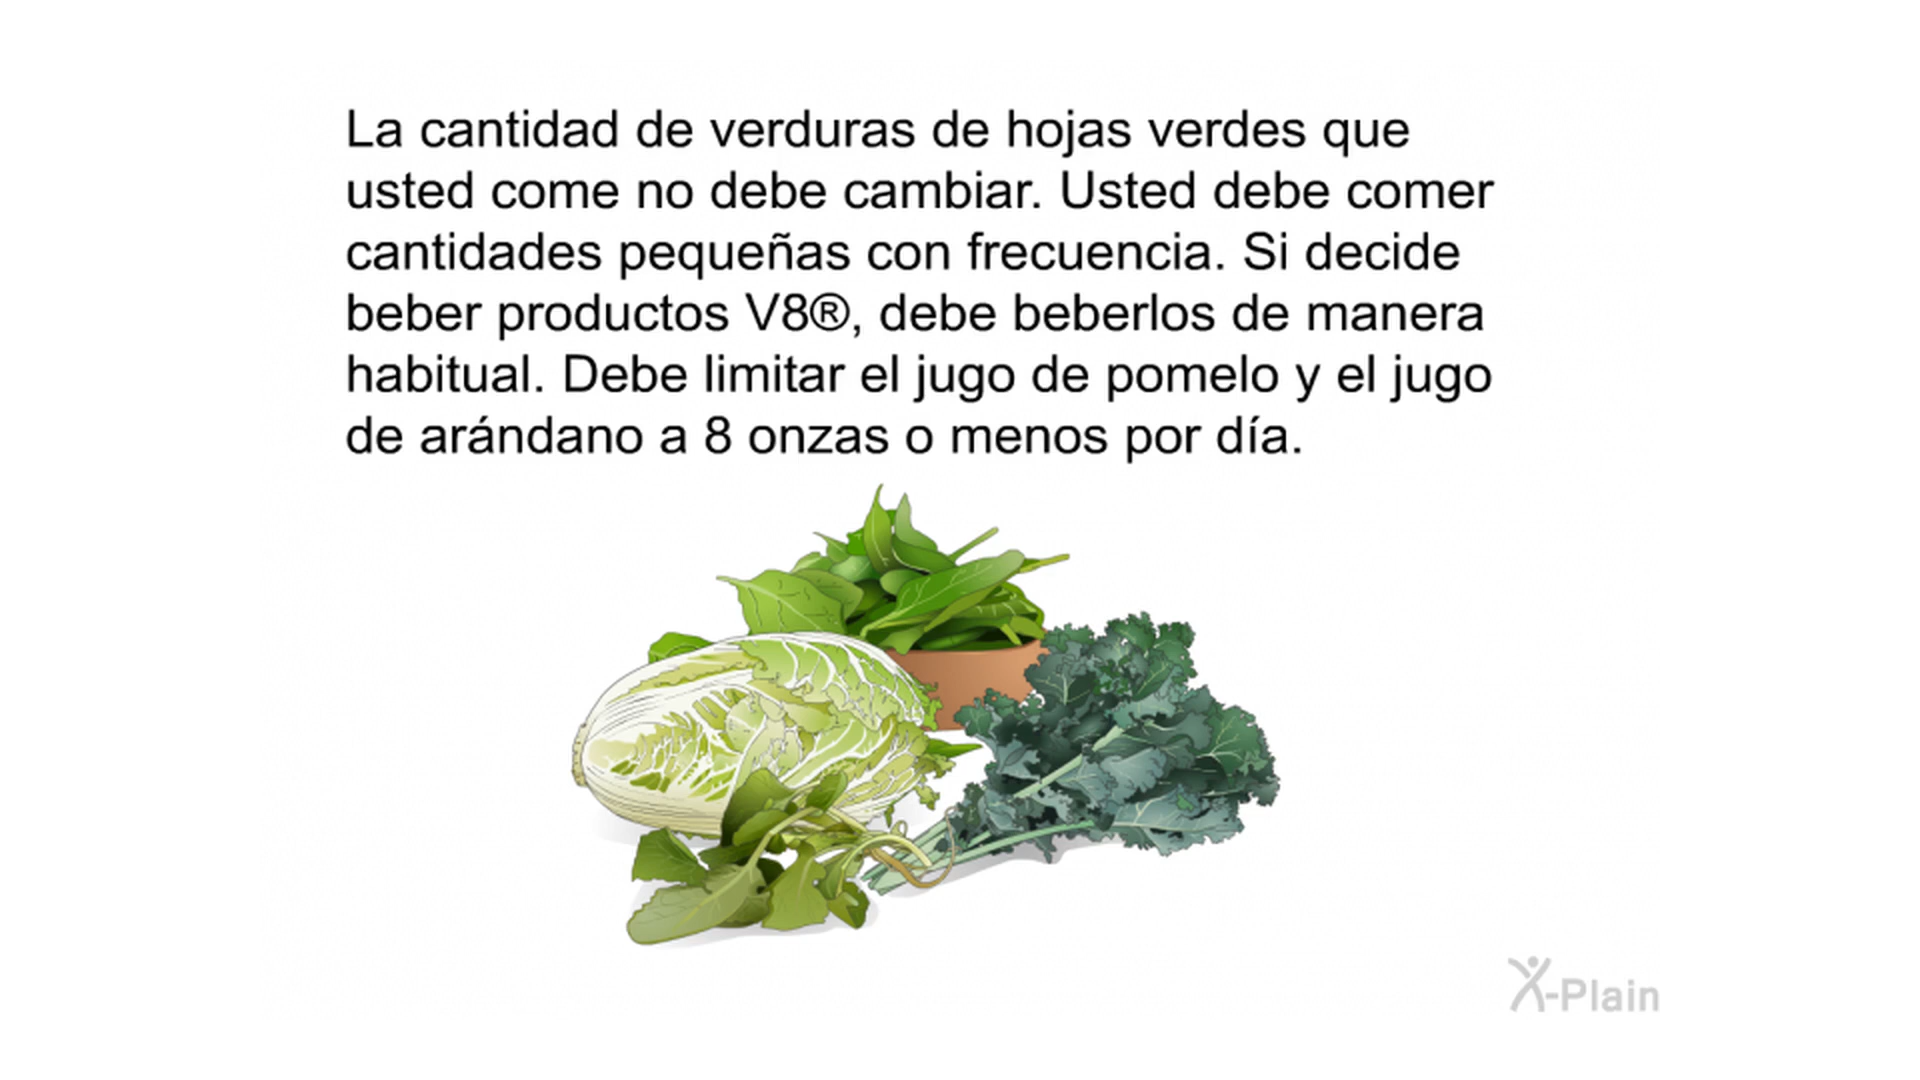 La cantidad de verduras de hojas verdes que
usted come no debe cambiar. Usted debe comer
cantidades pequeñas con frecuencia. Si decide
beber productos V8®, debe beberlos de manera
habitual. Debe limitar el jugo de pomelo y el jugo
de arándano a 8 onzas o menos por día.
X-Plain